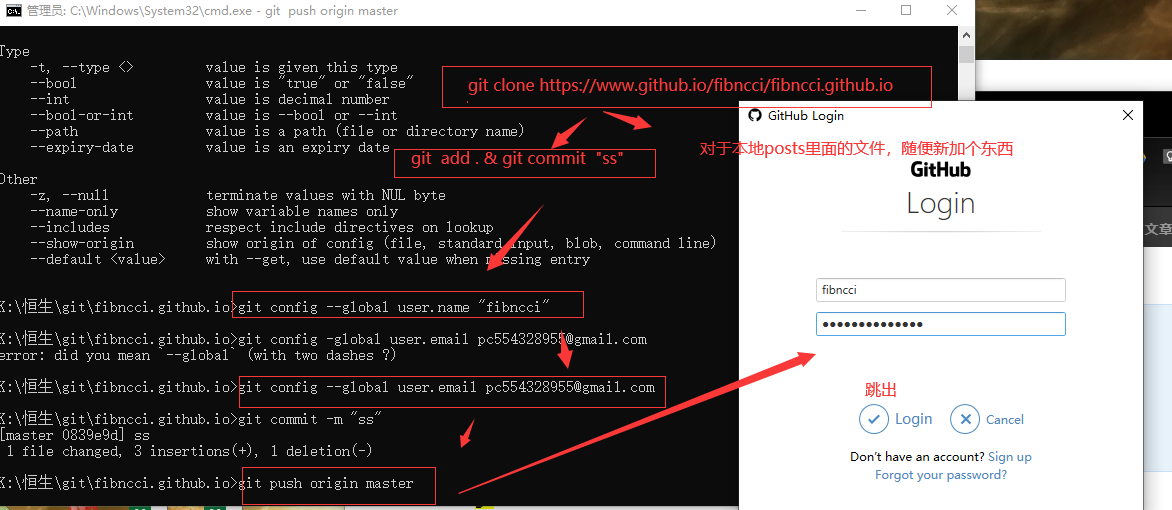 管理员: C:\Windows\System32\cmd.exe - git  push origin master
Type
-t, --type <>          value is given this type
--bool                 value is "true" or "false"
--int                  value is decimal number
--bool-or-int          value is --bool or --int
--path                 value is a path (file or directory name)
--expiry-date          value is an expiry date
git clone https://www.github.io/fibncci/fibncci.github.io
git  add . & git commit  "ss"
Other
-z, --null             terminate values with NUL byte
--name-only            show variable names only
--includes             respect include directives on lookup
--show-origin          show origin of config (file, standard input, blob, command line)
--default <value>      with --get, use default value when missing entry
X:\恒生\git\fibncci.github.io>git config --global user.name "fibncci"
X:\恒生\git\fibncci.github.io>git config -global user.email pc554328955@gmail.com
error: did you mean `--global` (with two dashes ?)
X:\恒生\git\fibncci.github.io>git config --global user.email pc554328955@gmail.com
X:\恒生\git\fibncci.github.io>git commit -m "ss"
[master 0839e9d] ss
1 file changed, 3 insertions(+), 1 deletion(-)
X:\恒生\git\fibncci.github.io>git push origin master
GitHub Login
对于本地posts里面的文件，随便新加个东西
GitHub
Login
fibncci
跳出
Login
Cancel
Don't have an account? Sign up
Forgot your password?
文章